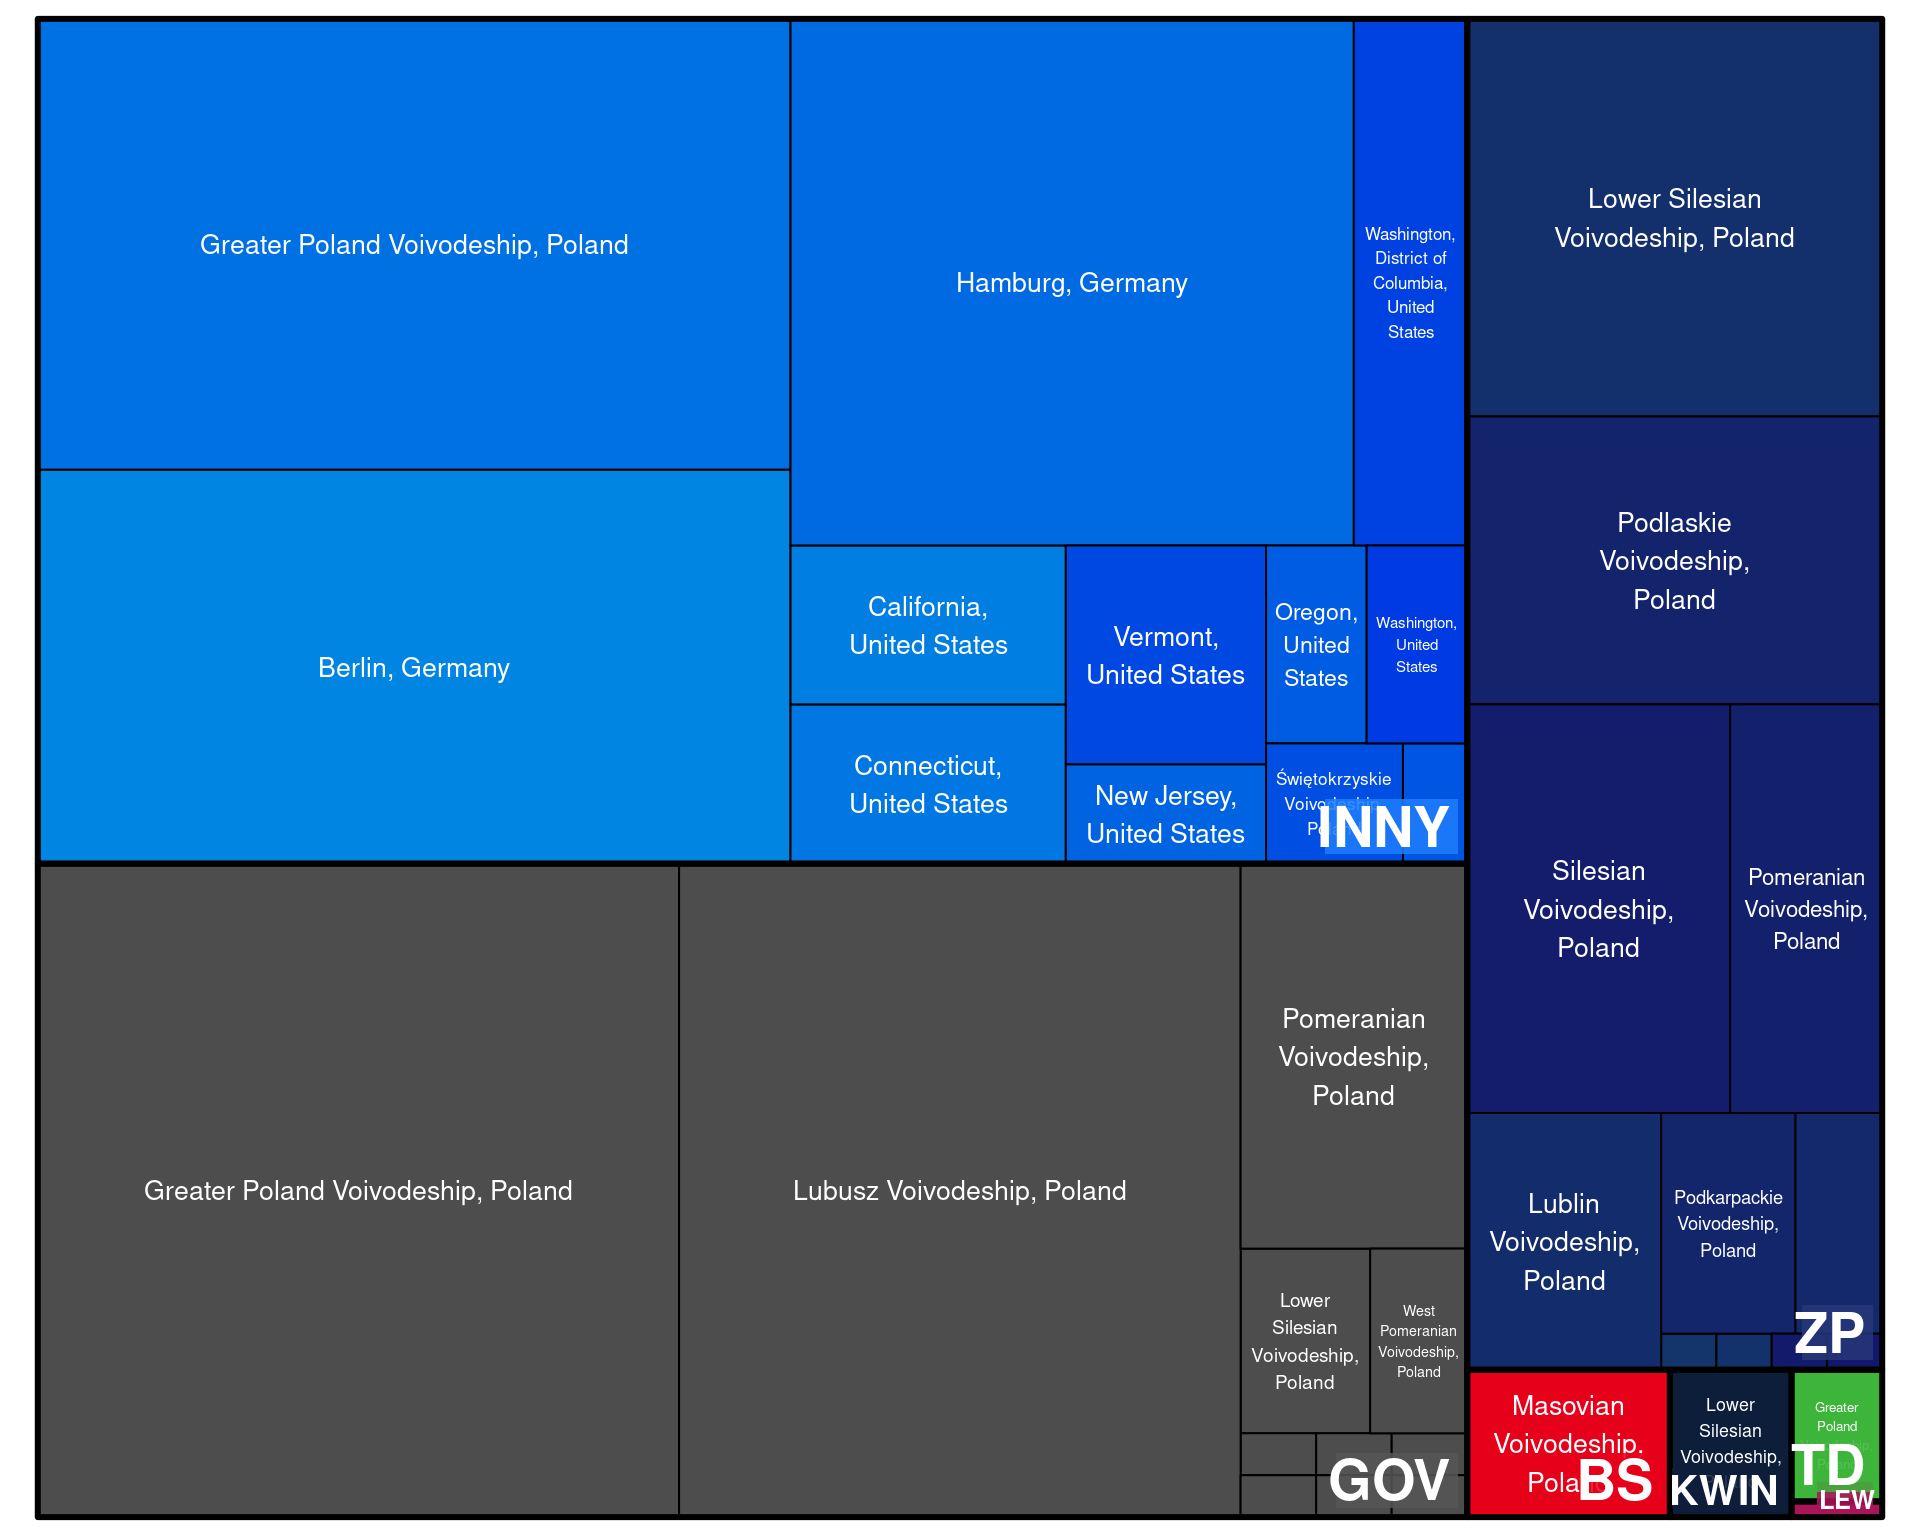 Greater Poland Voivodeship, Poland
Berlin, Germany
Hamburg, Germany
Washington,
District of
Columbia,
United
States
California,
United States
Connecticut,
United States
Vermont,
United States
New Jersey,
United States
Oregon,
United
States
Washington,
United
States
Świętokrzyskie
Voivodeship,
INNY
Greater Poland Voivodeship, Poland
Lubusz Voivodeship, Poland
Pomeranian
Voivodeship,
Poland
Lower
Silesian
Voivodeship,
Poland
West
Pomeranian
Voivodeship,
Poland
GOV
Lower Silesian
Voivodeship, Poland
Podlaskie
Voivodeship,
Poland
Silesian
Voivodeship,
Poland
Pomeranian
Voivodeship,
Poland
Lublin
Voivodeship,
Poland
Podkarpackie
Voivodeship,
Poland
ZP
Masovian
Voivodeship,
Poland
BS
Lower
Silesian
Voivodeship,
KWIN
Greater
Poland
TD
LEW